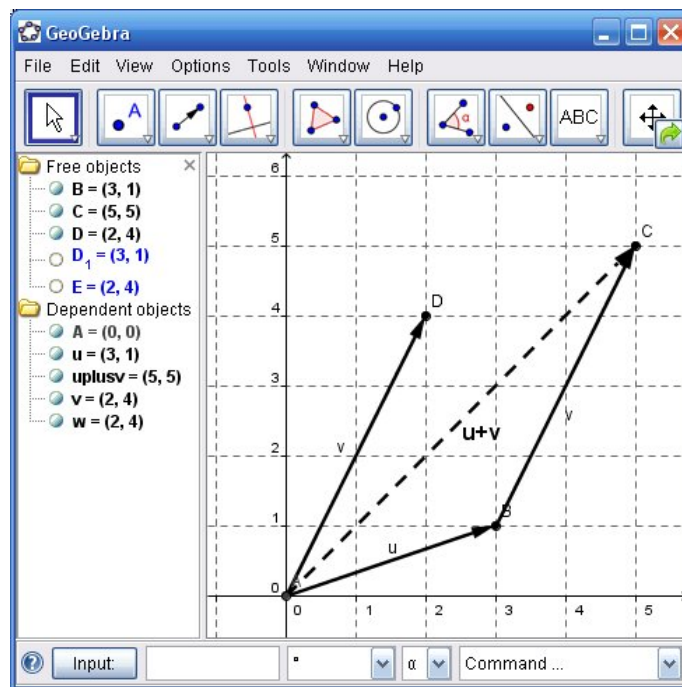 GeoGebra
File Edit View Options Tools Window Help
A
α
ABC
Free objects
B = (3, 1)
C = (5, 5)
D = (2, 4)
D1 = (3, 1)
E = (2, 4)
Dependent objects
A = (0, 0)
u = (3, 1)
uplusv = (5, 5)
v = (2, 4)
w = (2, 4)
6
5
4
3
2
1
0
0 1 2 3 4 5
C
D
v
u+v
v
B
u
A
Input:
°
α
Command ...